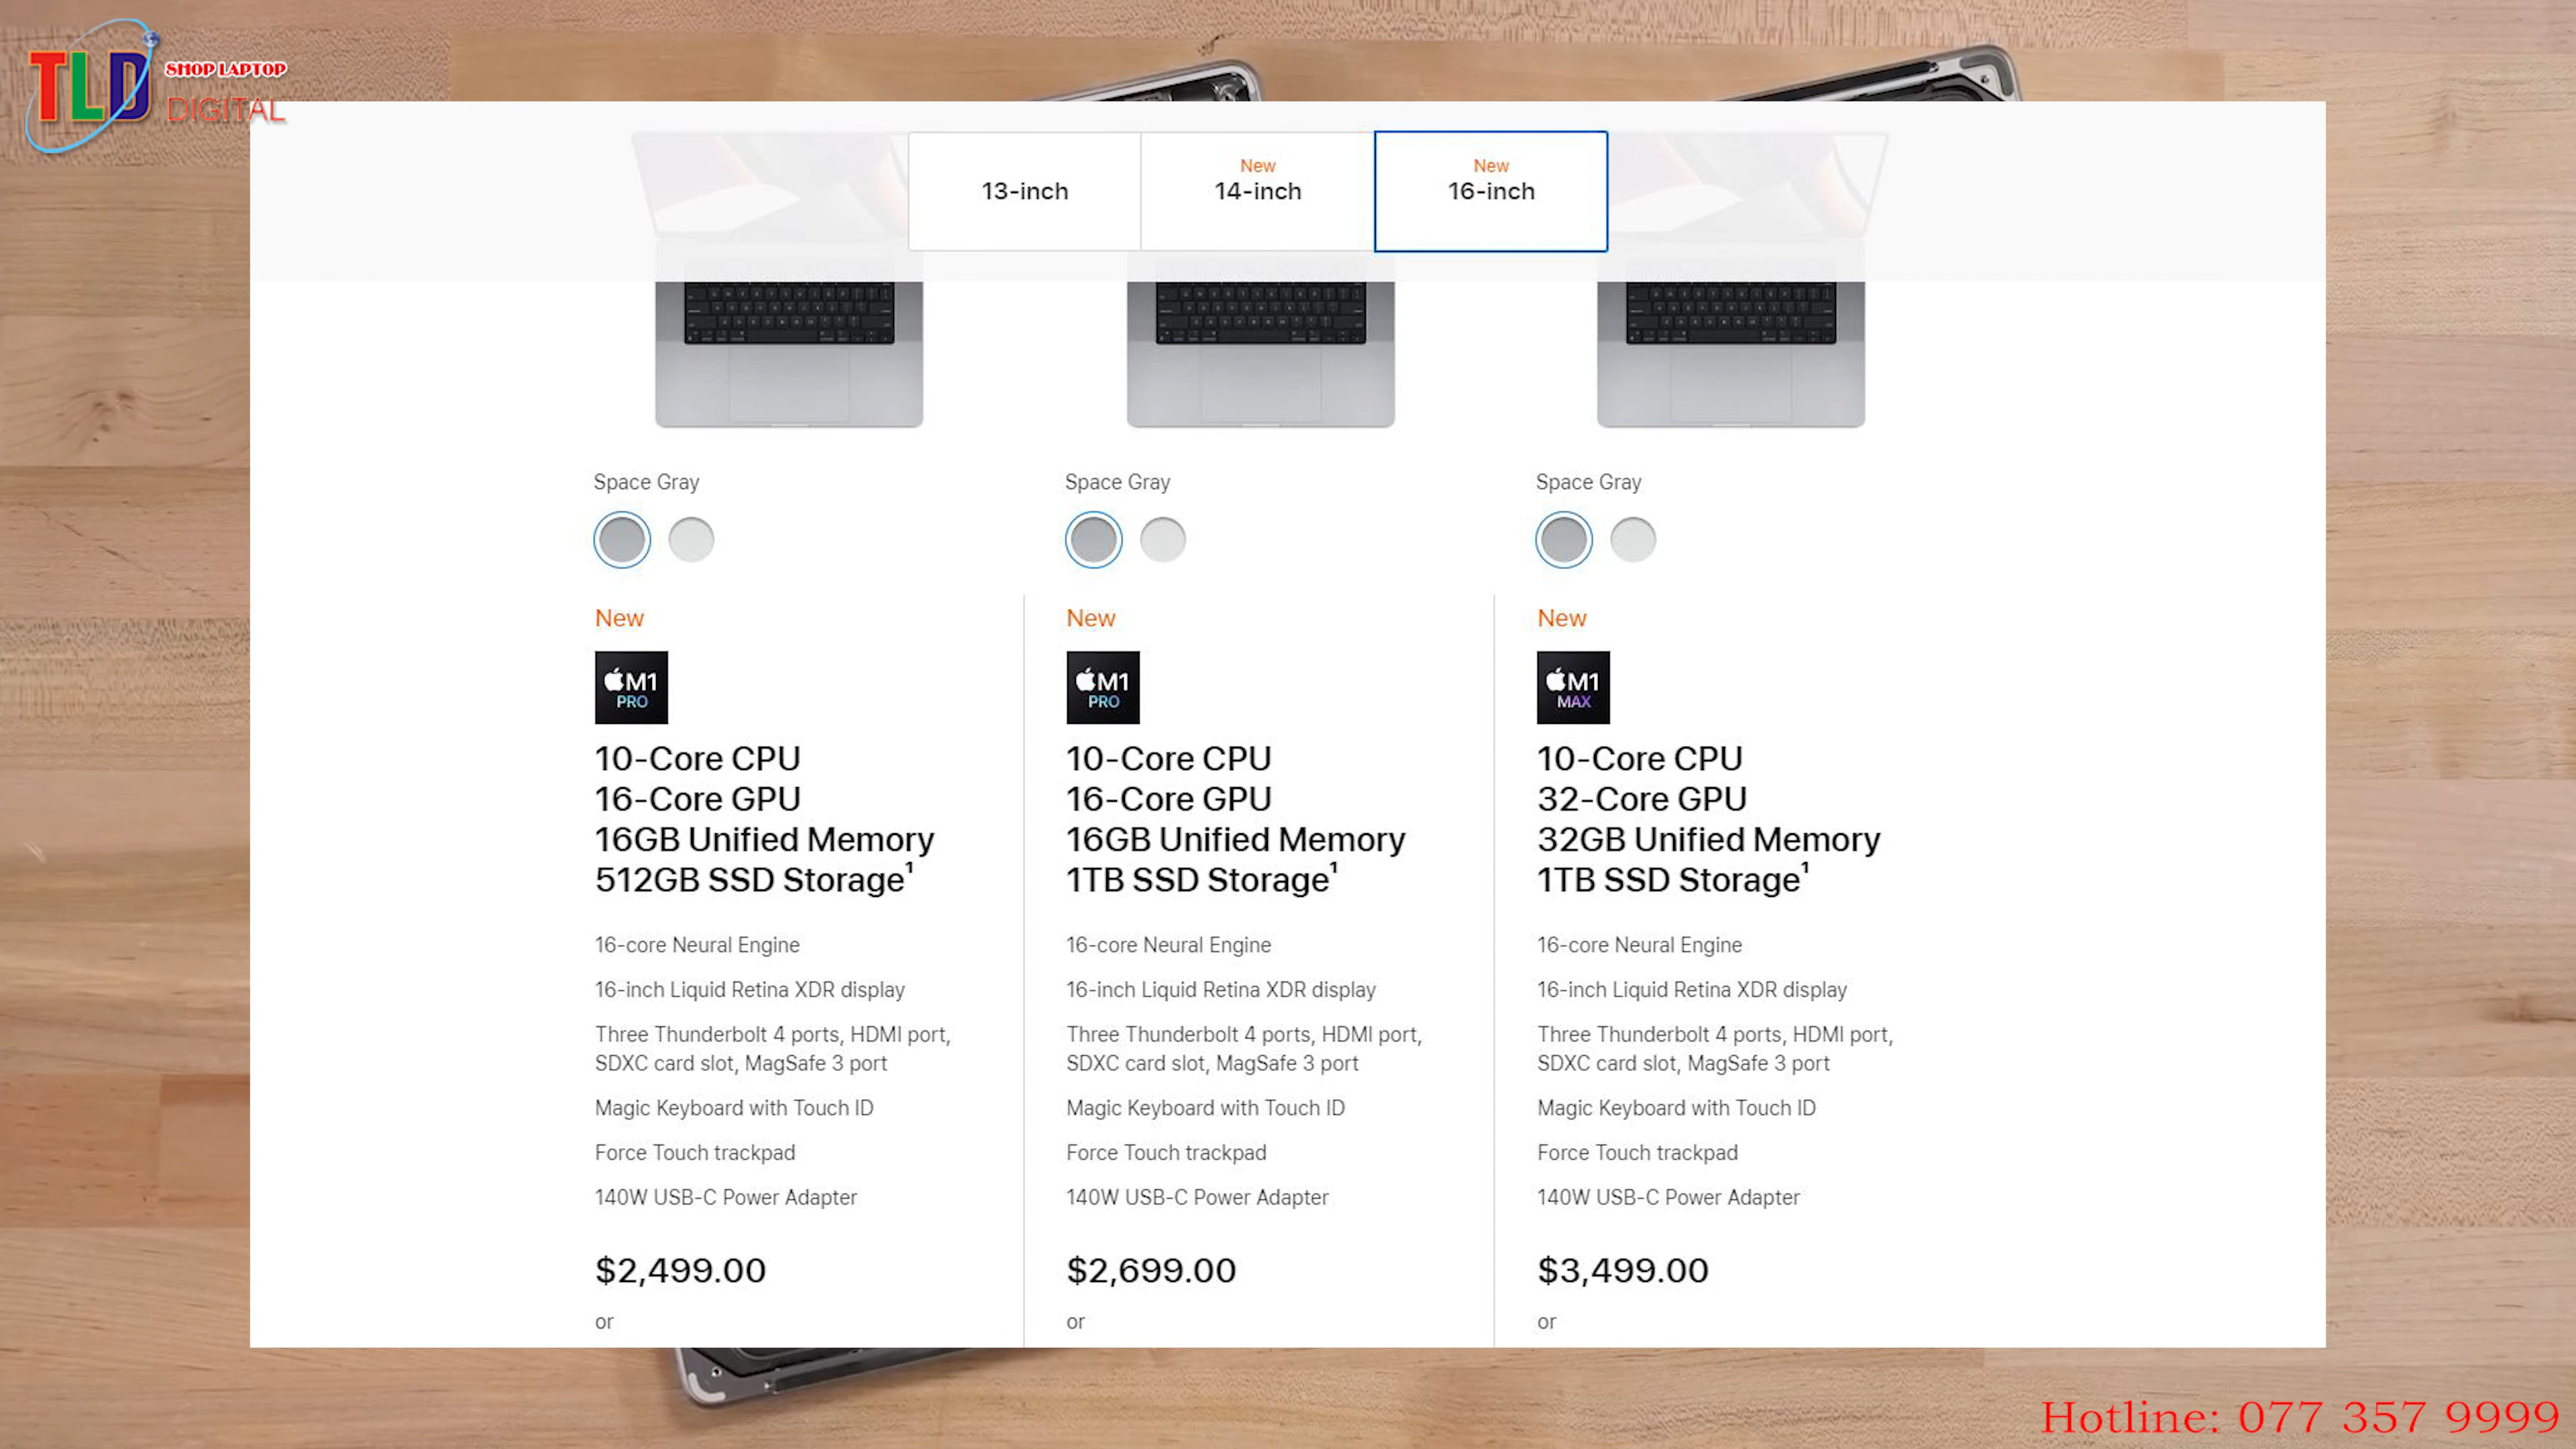 TLD
SHOP LAPTOP
DIGITAL
13-inch
New
14-inch
New
16-inch
Space Gray
New
M1
PRO
10-Core CPU
16-Core GPU
16GB Unified Memory
512GB SSD Storage¹
16-core Neural Engine
16-inch Liquid Retina XDR display
Three Thunderbolt 4 ports, HDMI port,
SDXC card slot, MagSafe 3 port
Magic Keyboard with Touch ID
Force Touch trackpad
140W USB-C Power Adapter
$2,499.00
or
Space Gray
New
M1
PRO
10-Core CPU
16-Core GPU
16GB Unified Memory
1TB SSD Storage¹
16-core Neural Engine
16-inch Liquid Retina XDR display
Three Thunderbolt 4 ports, HDMI port,
SDXC card slot, MagSafe 3 port
Magic Keyboard with Touch ID
Force Touch trackpad
140W USB-C Power Adapter
$2,699.00
or
Space Gray
New
M1
MAX
10-Core CPU
32-Core GPU
32GB Unified Memory
1TB SSD Storage¹
16-core Neural Engine
16-inch Liquid Retina XDR display
Three Thunderbolt 4 ports, HDMI port,
SDXC card slot, MagSafe 3 port
Magic Keyboard with Touch ID
Force Touch trackpad
140W USB-C Power Adapter
$3,499.00
or
Hotline: 077 357 9999